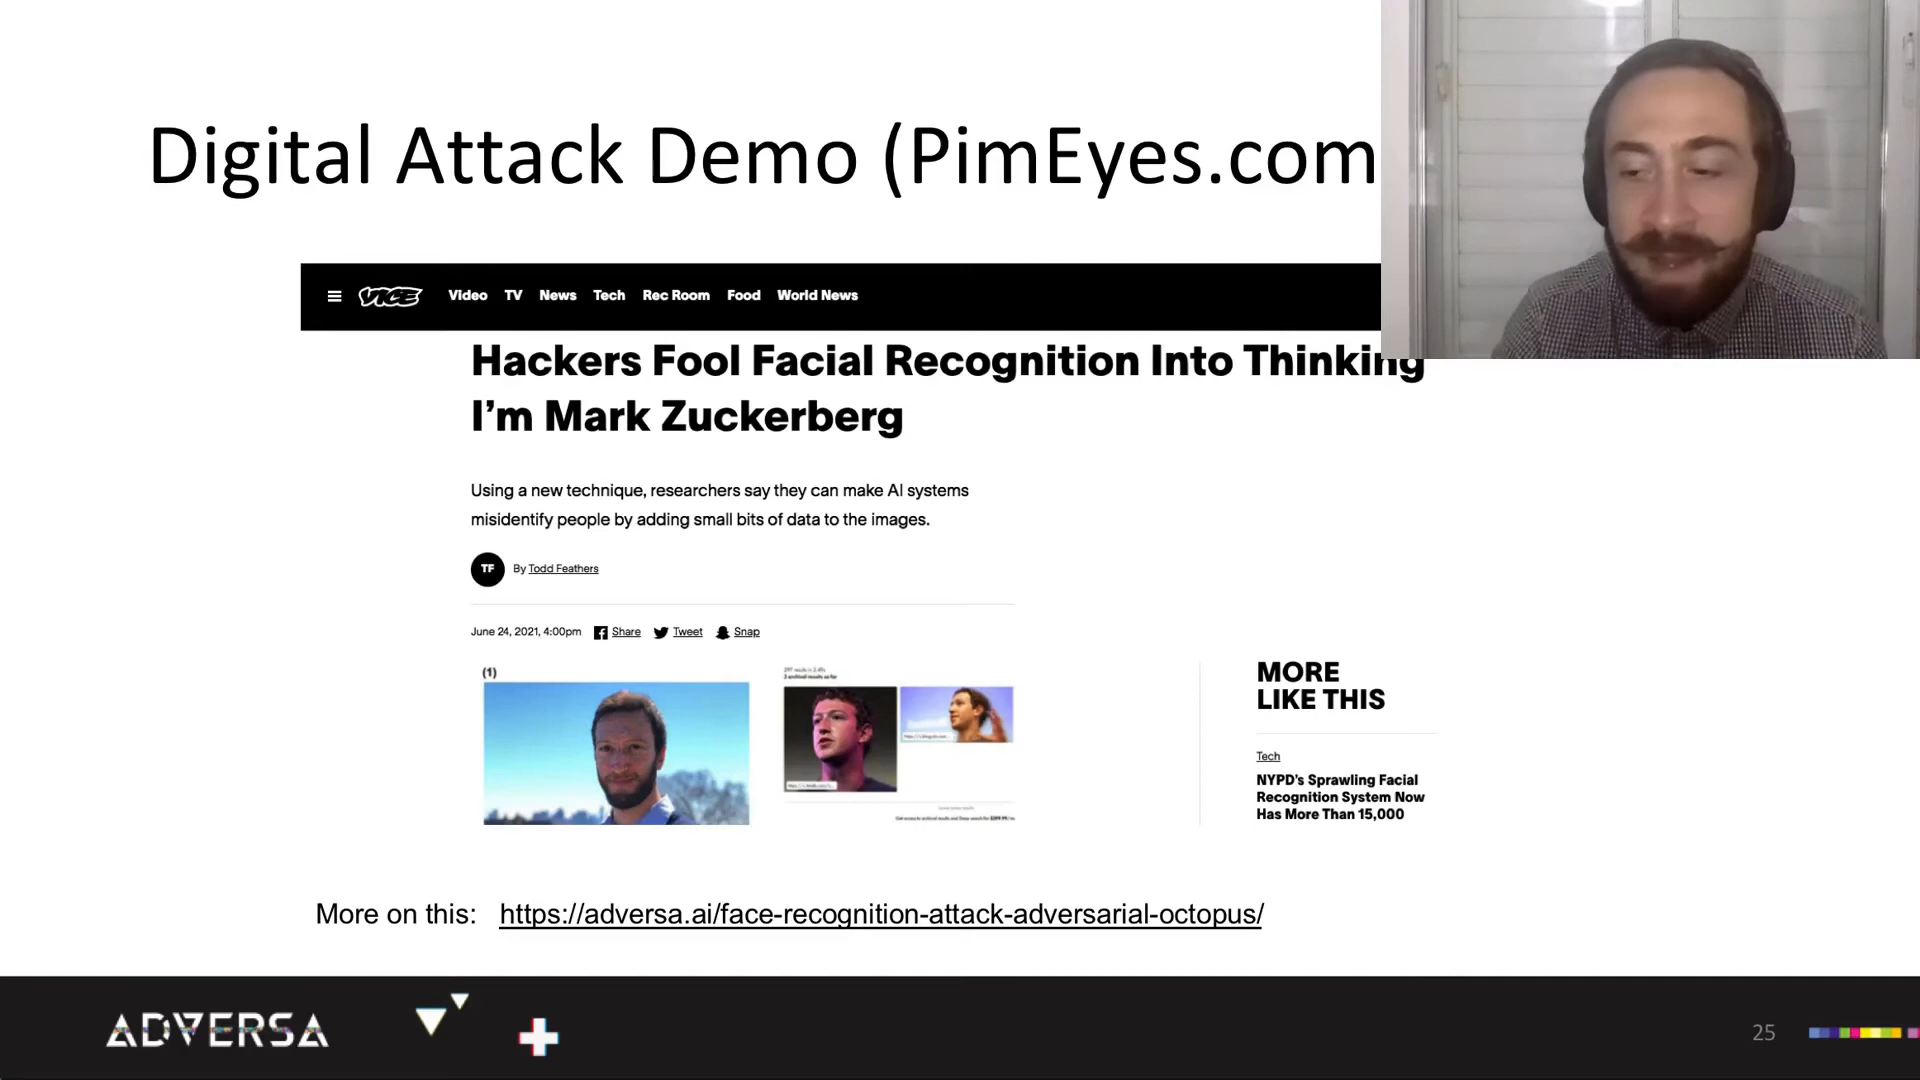 Digital Attack Demo (PimEyes.com
VICE
Video TV News Tech Rec Room Food World News
Hackers Fool Facial Recognition Into Thinking
I'm Mark Zuckerberg
Using a new technique, researchers say they can make AI systems
misidentify people by adding small bits of data to the images.
TF By Todd Feathers
June 24, 2021, 4:00pm Share Tweet Snap
(1)
MORE
LIKE THIS
Tech
NYPD's Sprawling Facial
Recognition System Now
Has More Than 15,000
More on this: https://adversa.ai/face-recognition-attack-adversarial-octopus/
ADVERSA
25